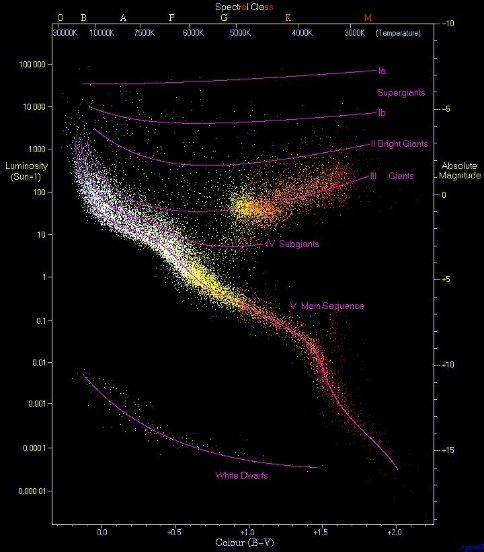 Spectral Class
O B A F G K M
30000K 10000K 7500K 6000K 5000K 4000K 3000K (Temperature)
-10
100 000
Ia
Supergiants
10 000
Ib
-5
1000
II Bright Giants
Luminosity
(Sun=1)
Absolute
Magnitude
100
III Giants
0
10
IV Subgiants
1
+5
V Main Sequence
0.1
0.01
+10
0.001
0.0001
+15
White Dwarfs
0.000 01
0.0 +0.5 +1.0 +1.5 +2.0
Colour (B-V)